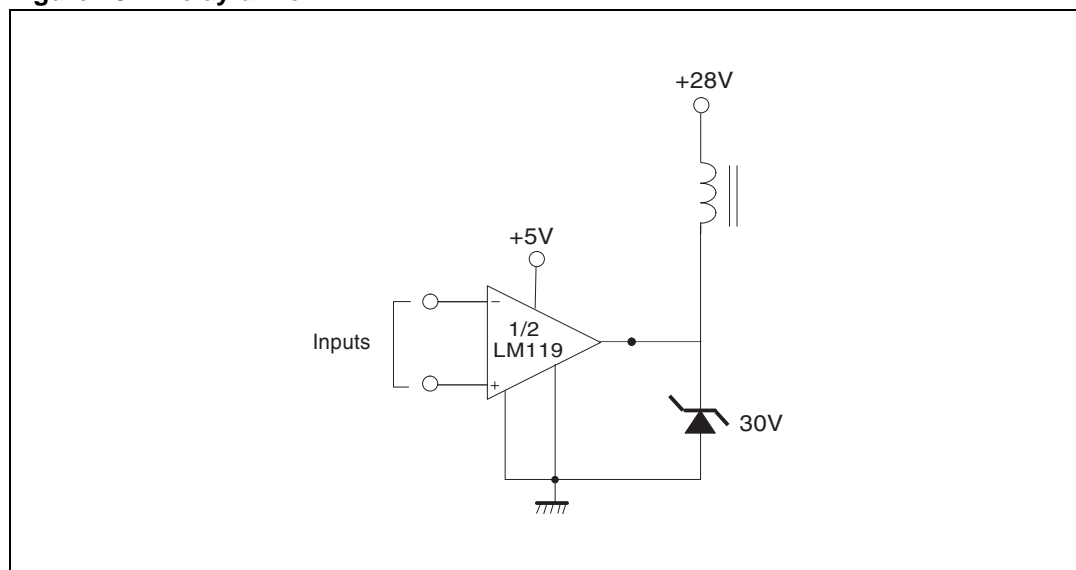 +28V
+5V
−
1/2
LM119
Inputs
+
30V